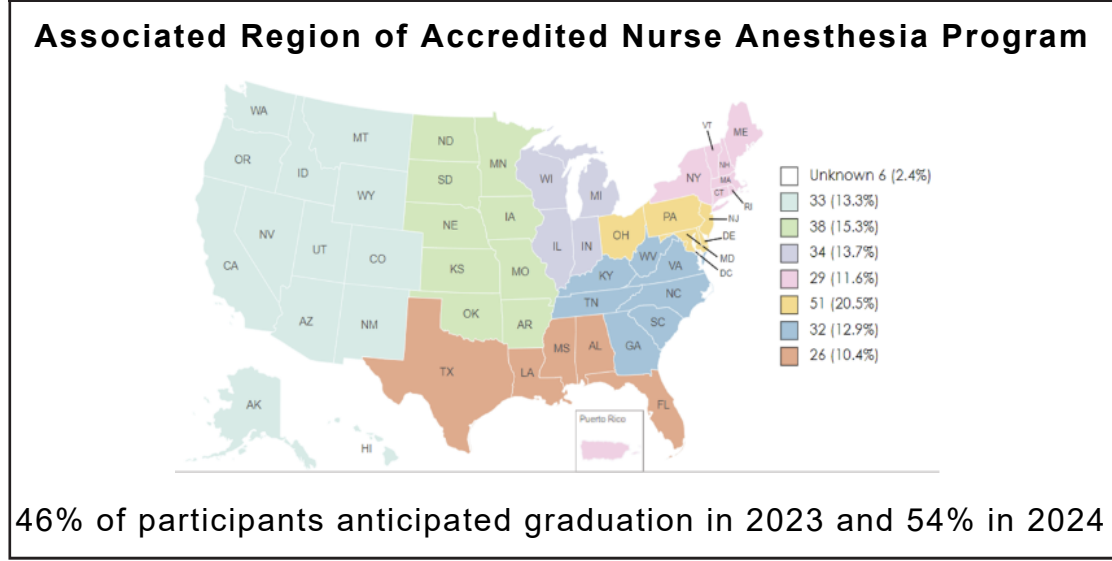 Associated Region of Accredited Nurse Anesthesia Program
WA
MT
ND
MN
OR
ID
SD
WI
MI
VT
ME
NH
NY
MA
CT
RI
WY
NE
IA
PA
NJ
OH
DE
MD
DC
NV
UT
CO
IL
IN
WV
VA
CA
KS
MO
KY
NC
TN
AZ
NM
OK
AR
SC
MS
AL
GA
TX
LA
FL
AK
HI
Puerto Rico
Unknown 6 (2.4%)
33 (13.3%)
38 (15.3%)
34 (13.7%)
29 (11.6%)
51 (20.5%)
32 (12.9%)
26 (10.4%)
46% of participants anticipated graduation in 2023 and 54% in 2024